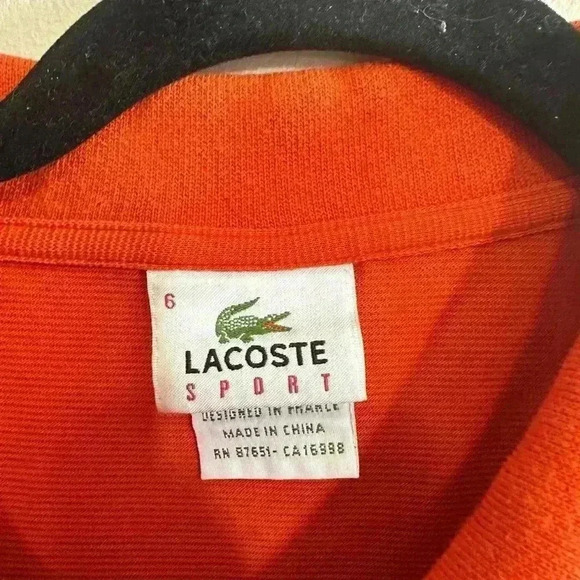 6
LACOSTE
SPORT
DESIGNED IN FRANCE
MADE IN CHINA
RN 87651- CA16998